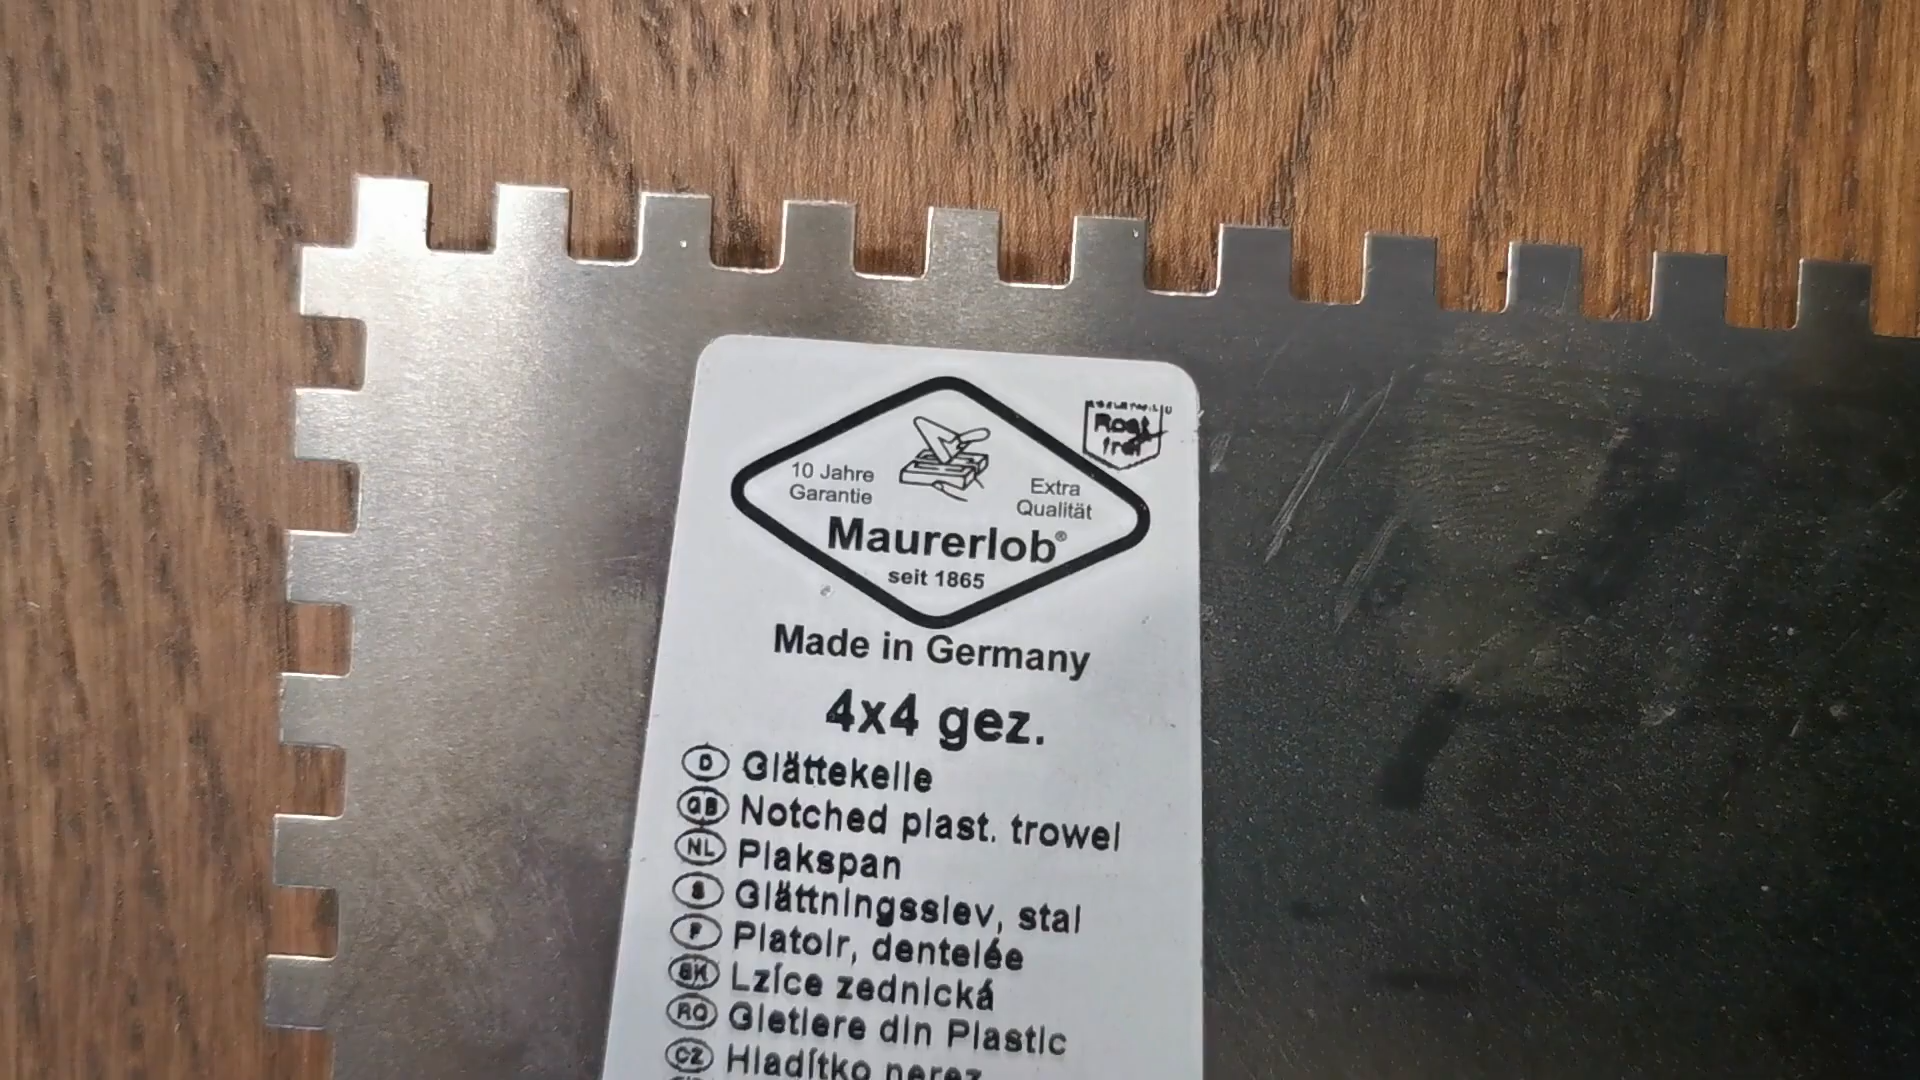 Rost
frei
10 Jahre
Garantie
Extra
Qualität
Maurerlob®
seit 1865
Made in Germany
4x4 gez.
D Glättekelle
GB Notched plast. trowel
NL Plakspan
S Glättningsslev, stal
F Platoir, dentelée
SK Lzíce zednická
RO Gletiere din Plastic
CZ Hladítko nerez